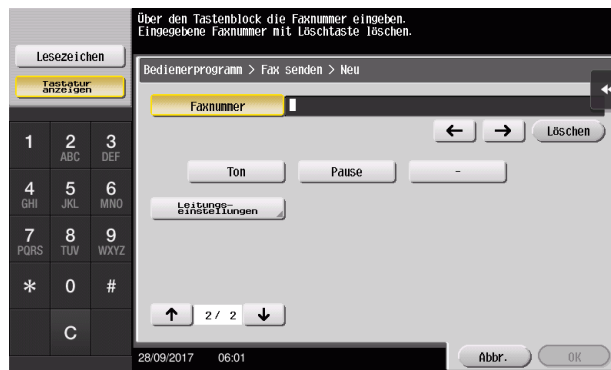 Über den Tastenblock die Faxnummer eingeben.
Eingegebene Faxnummer mit Löschtaste löschen.
Lesezeichen
Tastatur
anzeigen
Bedienerprogramm > Fax senden > Neu
Faxnummer
← → Löschen
1 2 ABC 3 DEF
4 GHI 5 JKL 6 MNO
7 PQRS 8 TUV 9 WXYZ
* 0 #
C
Ton Pause -
Leitungs-
einstellungen
↑ 2/ 2 ↓
28/09/2017 06:01
Abbr. OK